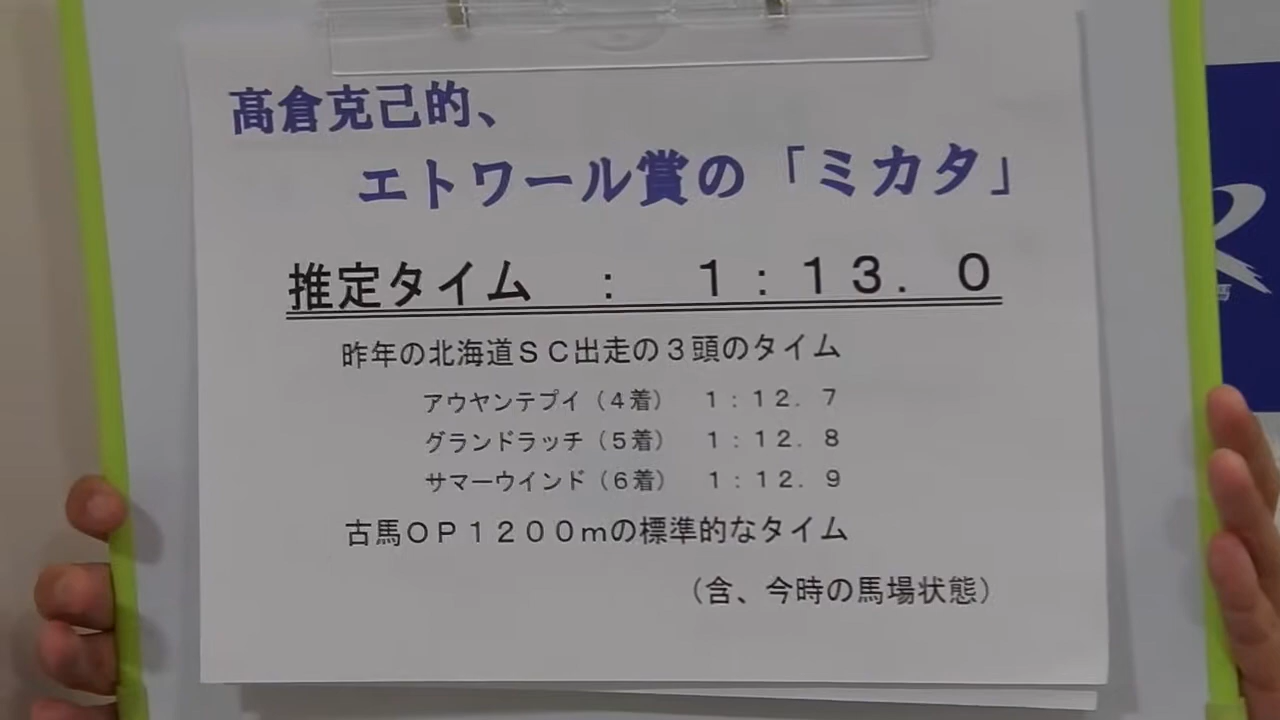 高倉克己的、
エトワール賞の「ミカタ」
推定タイム　：　１：１３．０
昨年の北海道ＳＣ出走の３頭のタイム
アウヤンテプイ（４着）　１：１２．７
グランドラッチ（５着）　１：１２．８
サマーウインド（６着）　１：１２．９
古馬ＯＰ１２００ｍの標準的なタイム
（含、今時の馬場状態）